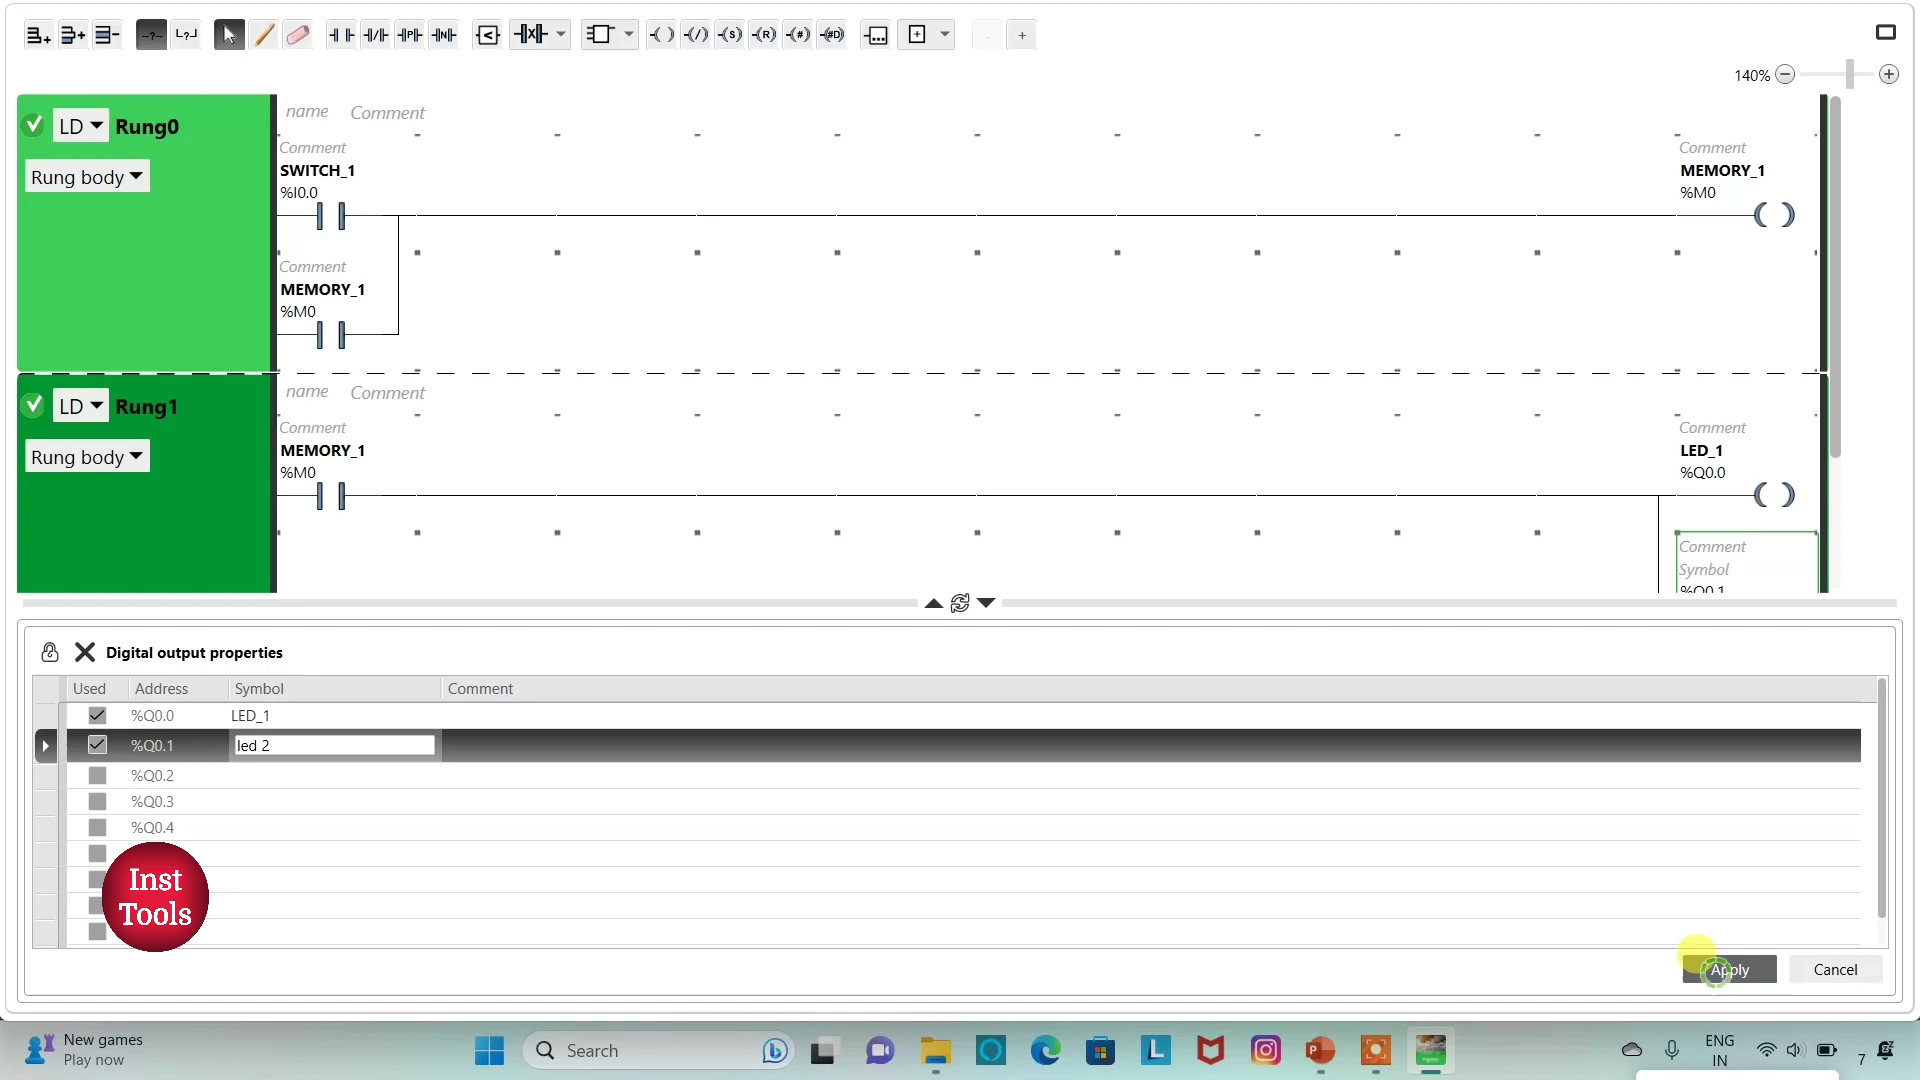 140%
LD Rung0
name Comment
Rung body
Comment
SWITCH_1
%I0.0
Comment
MEMORY_1
%M0
Comment
MEMORY_1
%M0
LD Rung1
name Comment
Rung body
Comment
MEMORY_1
%M0
Comment
LED_1
%Q0.0
Comment
Symbol
%Q0.1
Digital output properties
Used Address Symbol Comment
%Q0.0 LED_1
%Q0.1 led 2
%Q0.2
%Q0.3
%Q0.4
Inst
Tools
Apply Cancel
New games
Play now
Search
ENG
IN
7